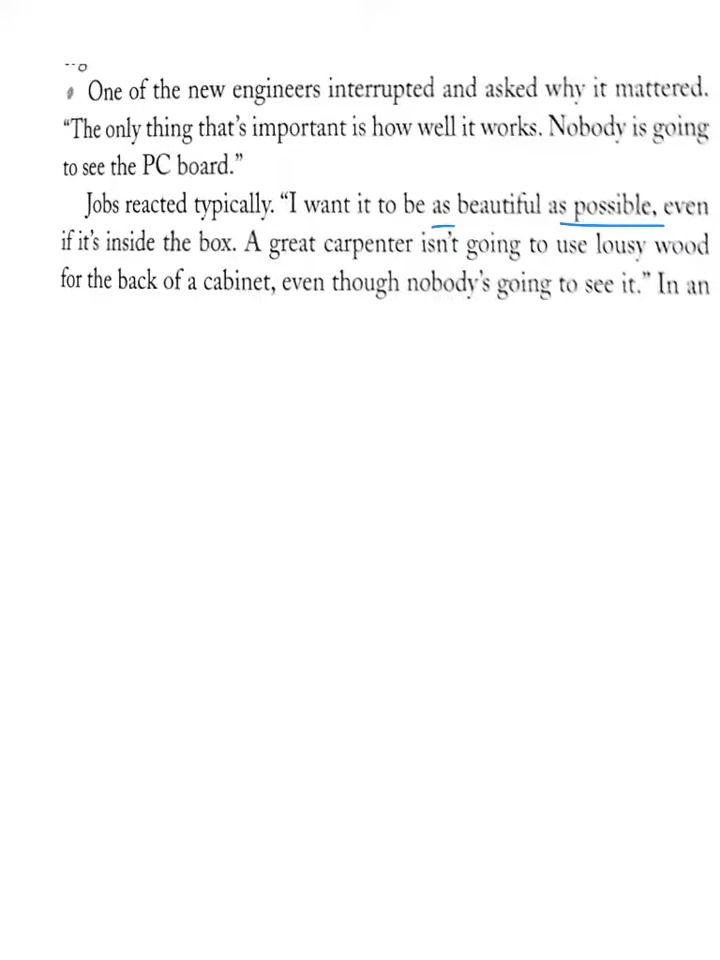 One of the new engineers interrupted and asked why it mattered.
“The only thing that’s important is how well it works. Nobody is going
to see the PC board.”
Jobs reacted typically. “I want it to be as beautiful as possible, even
if it’s inside the box. A great carpenter isn’t going to use lousy wood
for the back of a cabinet, even though nobody’s going to see it.” In an